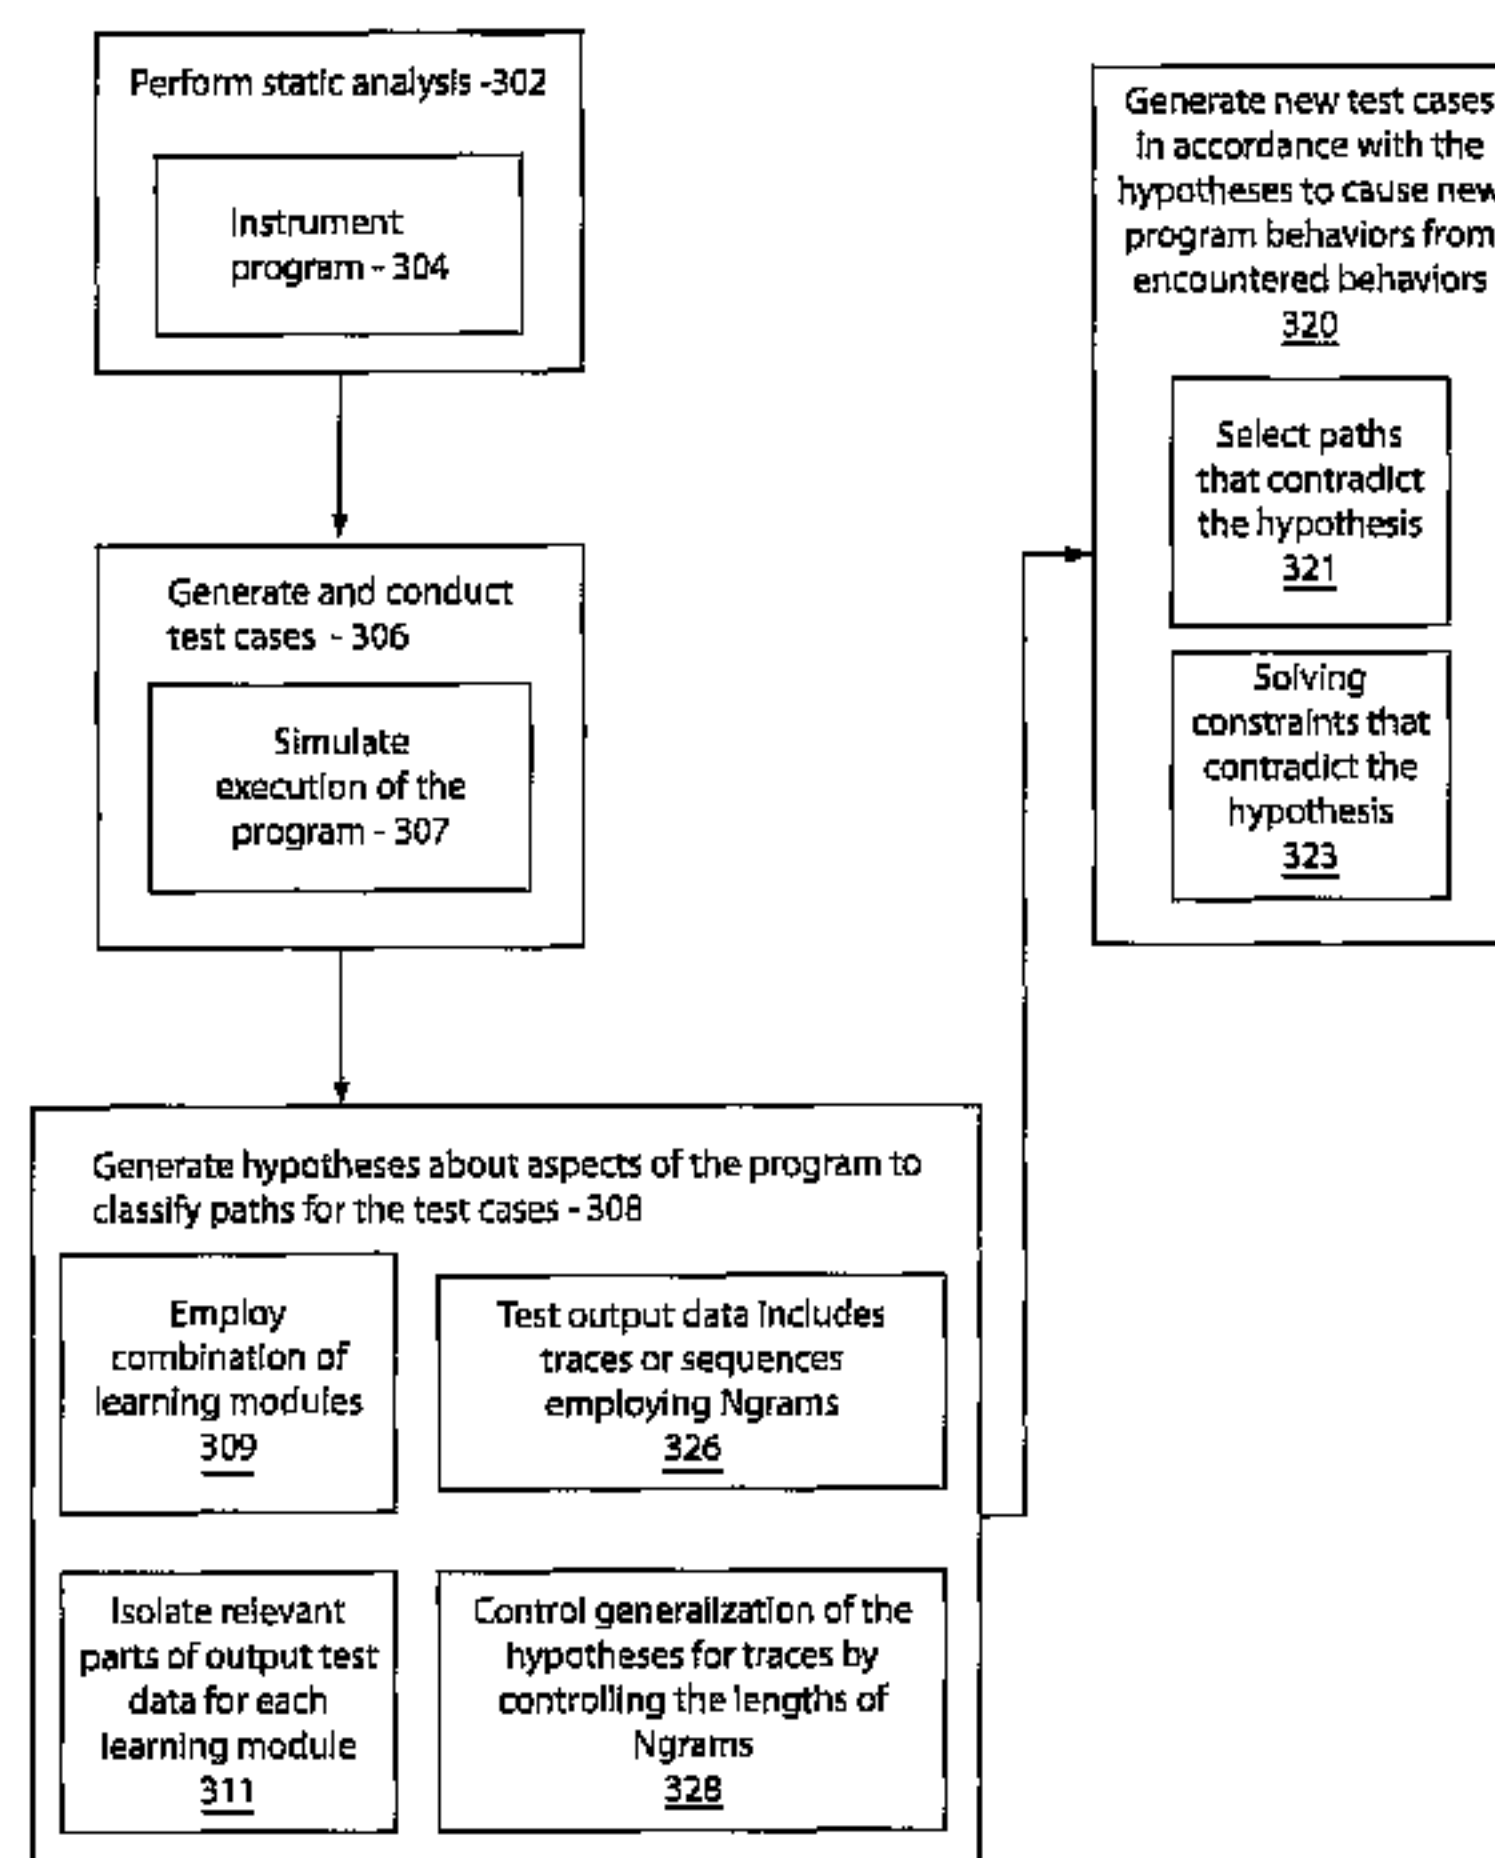 Perform static analysis -302
Instrument
program - 304
Generate and conduct
test cases - 306
Simulate
execution of the
program - 307
Generate hypotheses about aspects of the program to
classify paths for the test cases - 308
Employ
combination of
learning modules
309
Test output data includes
traces or sequences
employing Ngrams
326
Isolate relevant
parts of output test
data for each
learning module
311
Control generalization of the
hypotheses for traces by
controlling the lengths of
Ngrams
328
Generate new test cases
in accordance with the
hypotheses to cause new
program behaviors from
encountered behaviors
320
Select paths
that contradict
the hypothesis
321
Solving
constraints that
contradict the
hypothesis
323